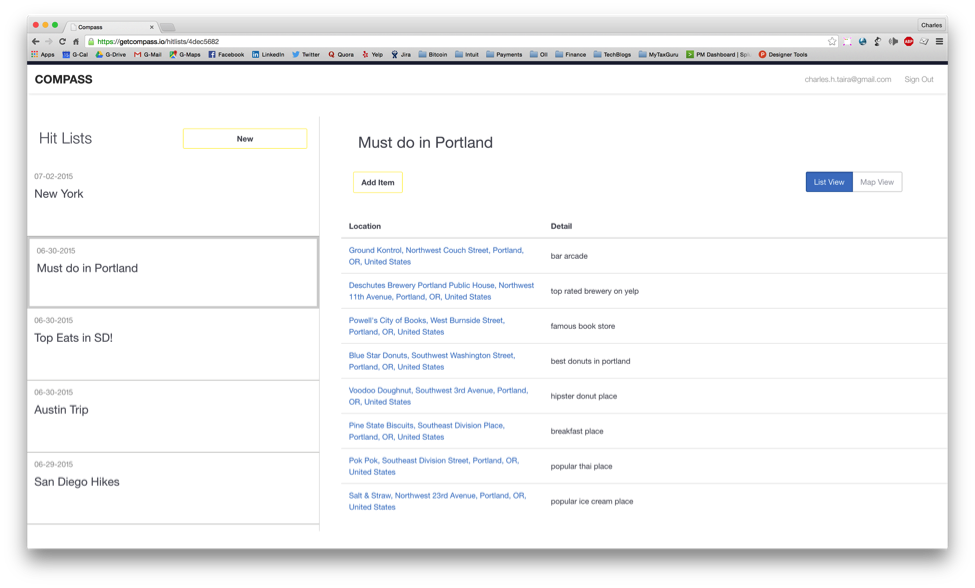 Compass
Charles
https://getcompass.io/hitlists/4dec5682
Apps G-Cal G-Drive G-Mail G-Maps Facebook LinkedIn Twitter Quora Yelp Jira Bitcoin Intuit Payments OII Finance TechBlogs MyTaxGuru PM Dashboard | Designer Tools
COMPASS
charles.h.taira@gmail.com Sign Out
Hit Lists
New
07-02-2015
New York
06-30-2015
Must do in Portland
06-30-2015
Top Eats in SD!
06-30-2015
Austin Trip
06-29-2015
San Diego Hikes
Must do in Portland
Add Item
List View Map View
Location Detail
Ground Kontrol, Northwest Couch Street, Portland,
OR, United States
bar arcade
Deschutes Brewery Portland Public House, Northwest
11th Avenue, Portland, OR, United States
top rated brewery on yelp
Powell's City of Books, West Burnside Street,
Portland, OR, United States
famous book store
Blue Star Donuts, Southwest Washington Street,
Portland, OR, United States
best donuts in portland
Voodoo Doughnut, Southwest 3rd Avenue, Portland,
OR, United States
hipster donut place
Pine State Biscuits, Southeast Division Place,
Portland, OR, United States
breakfast place
Pok Pok, Southeast Division Street, Portland, OR,
United States
popular thai place
Salt & Straw, Northwest 23rd Avenue, Portland, OR,
United States
popular ice cream place